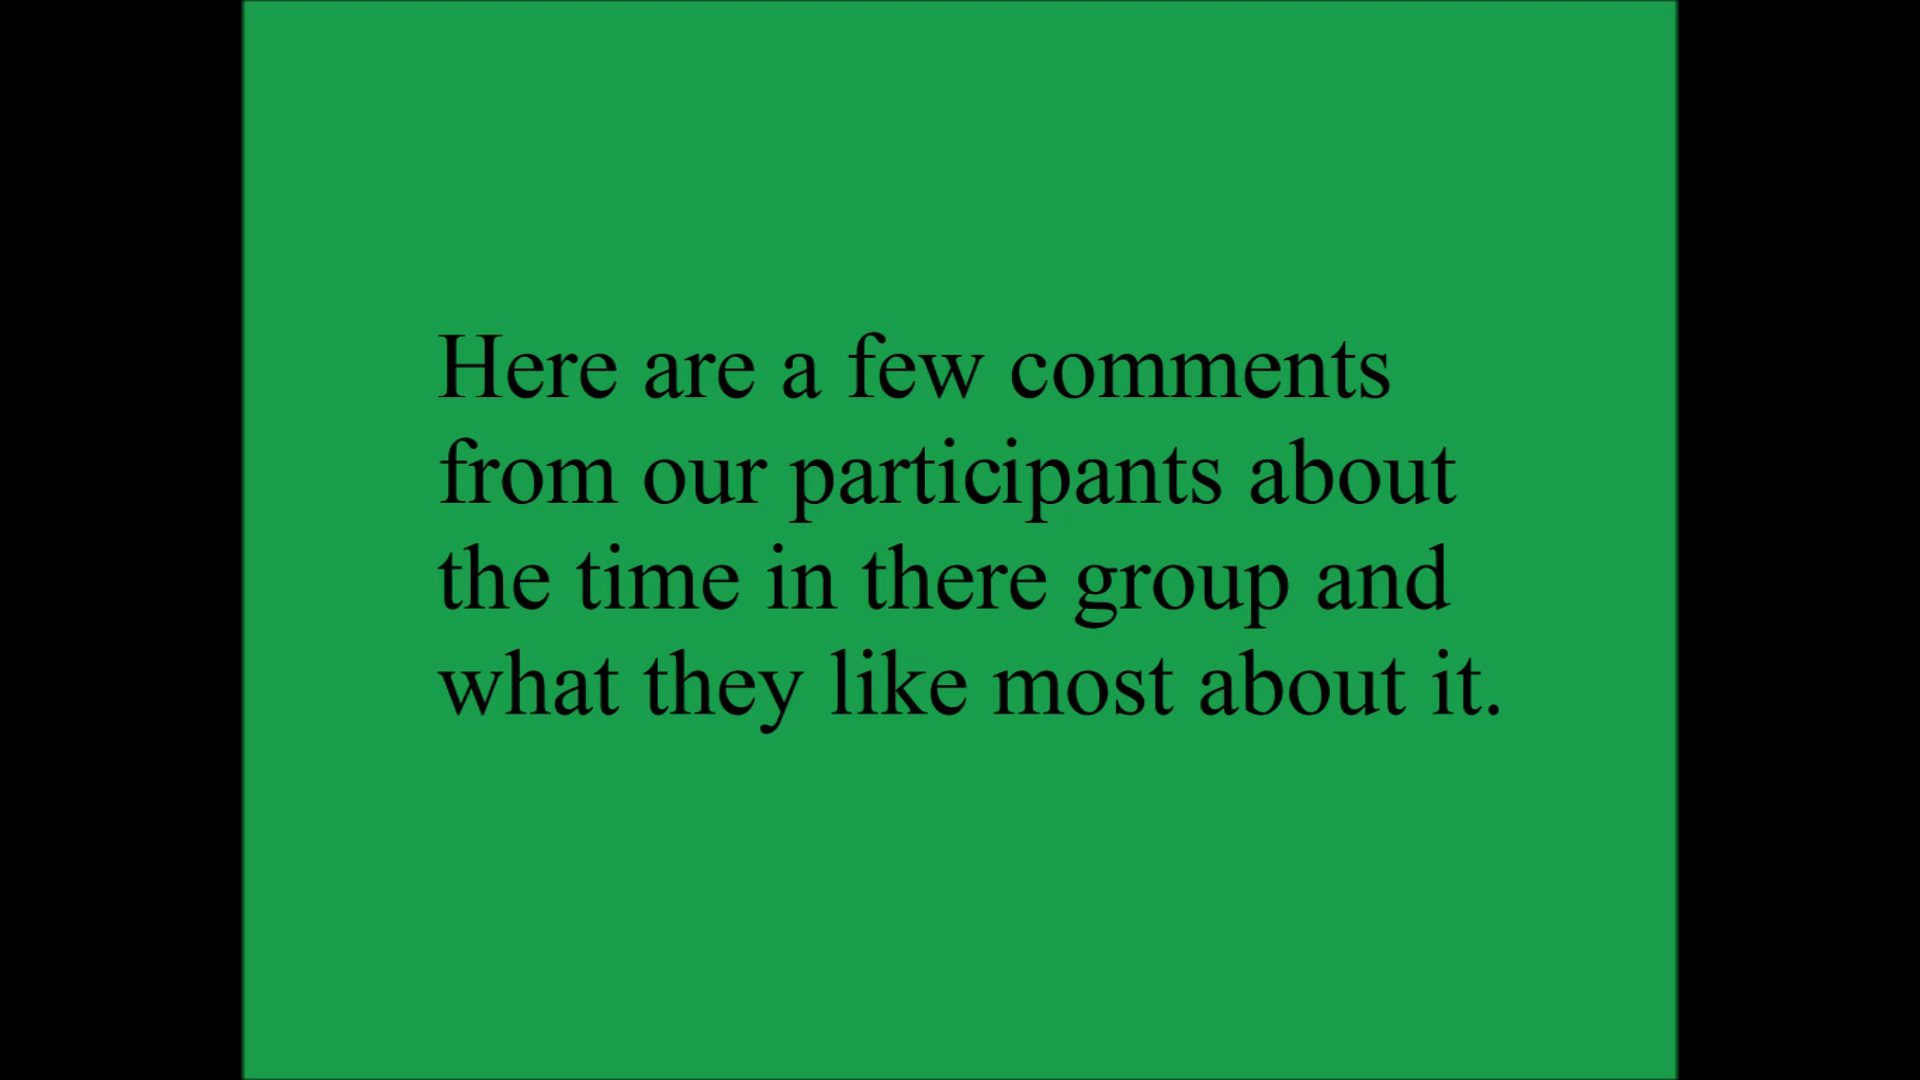 Here are a few comments
from our participants about
the time in there group and
what they like most about it.